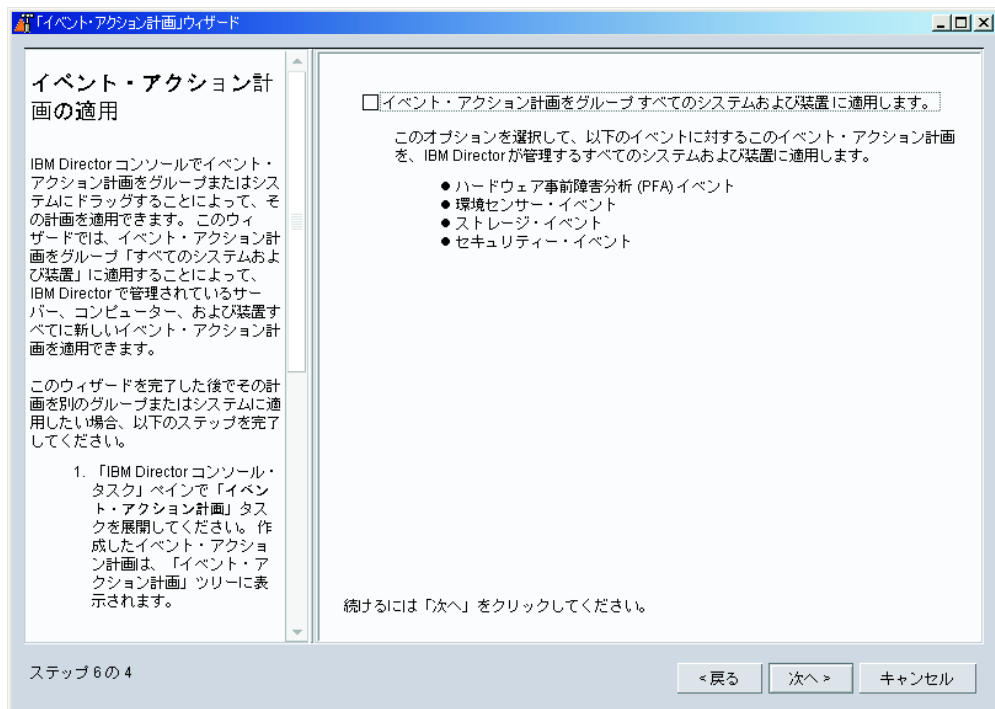 「イベント・アクション計画」ウィザード
イベント・アクション計
画の適用
IBM Director コンソールでイベント・
アクション計画をグループまたはシス
テムにドラッグすることによって、そ
の計画を適用できます。 このウィ
ザードでは、イベント・アクション計
画をグループ「すべてのシステムおよ
び装置」に適用することによって、
IBM Director で管理されているサー
バー、コンピューター、および装置す
べてに新しいイベント・アクション計
画を適用できます。
このウィザードを完了した後でその計
画を別のグループまたはシステムに適
用したい場合、以下のステップを完了
してください。
1. 「IBM Director コンソール・
タスク」ペインで「イベン
ト・アクション計画」タス
クを展開してください。 作
成したイベント・アクショ
ン計画は、「イベント・ア
クション計画」ツリーに表
示されます。
イベント・アクション計画をグループ すべてのシステムおよび装置 に適用します。
このオプションを選択して、以下のイベントに対するこのイベント・アクション計画
を、IBM Director が管理するすべてのシステムおよび装置に適用します。
● ハードウェア事前障害分析 (PFA) イベント
● 環境センサー・イベント
● ストレージ・イベント
● セキュリティー・イベント
続けるには「次へ」をクリックしてください。
ステップ 6 の 4
< 戻る
次へ >
キャンセル